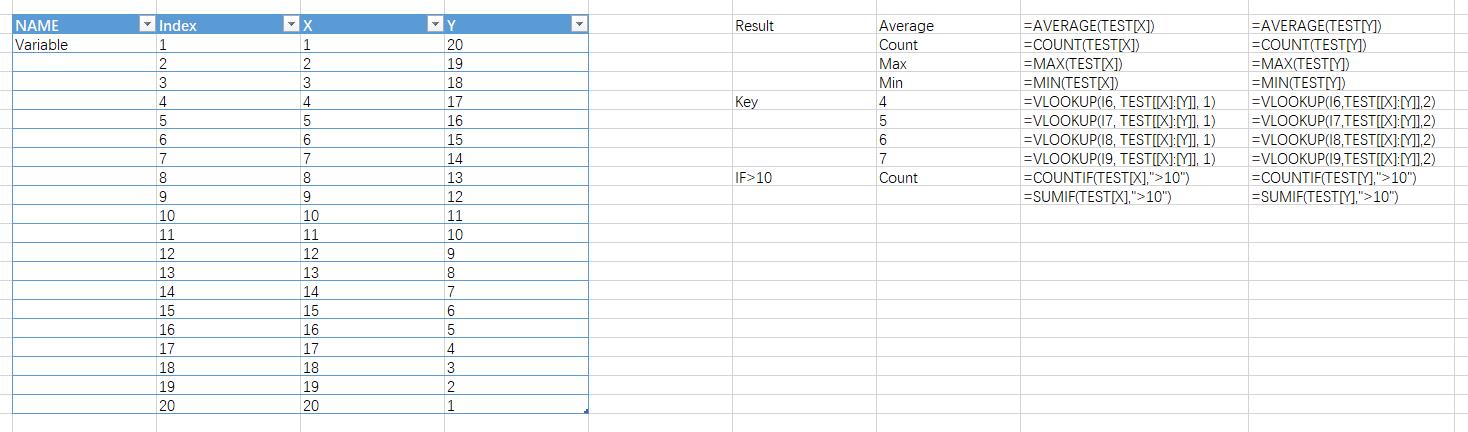 NAME Index X Y Result Average =AVERAGE(TEST[X]) =AVERAGE(TEST[Y])
Variable 1 1 20 Count =COUNT(TEST[X]) =COUNT(TEST[Y])
2 2 19 Max =MAX(TEST[X]) =MAX(TEST[Y])
3 3 18 Min =MIN(TEST[X]) =MIN(TEST[Y])
4 4 17 Key 4 =VLOOKUP(I6, TEST[[X]:[Y]], 1) =VLOOKUP(I6,TEST[[X]:[Y]],2)
5 5 16 5 =VLOOKUP(I7, TEST[[X]:[Y]], 1) =VLOOKUP(I7,TEST[[X]:[Y]],2)
6 6 15 6 =VLOOKUP(I8, TEST[[X]:[Y]], 1) =VLOOKUP(I8,TEST[[X]:[Y]],2)
7 7 14 7 =VLOOKUP(I9, TEST[[X]:[Y]], 1) =VLOOKUP(I9,TEST[[X]:[Y]],2)
8 8 13 IF>10 Count =COUNTIF(TEST[X],">10") =COUNTIF(TEST[Y],">10")
9 9 12 =SUMIF(TEST[X],">10") =SUMIF(TEST[Y],">10")
10 10 11
11 11 10
12 12 9
13 13 8
14 14 7
15 15 6
16 16 5
17 17 4
18 18 3
19 19 2
20 20 1